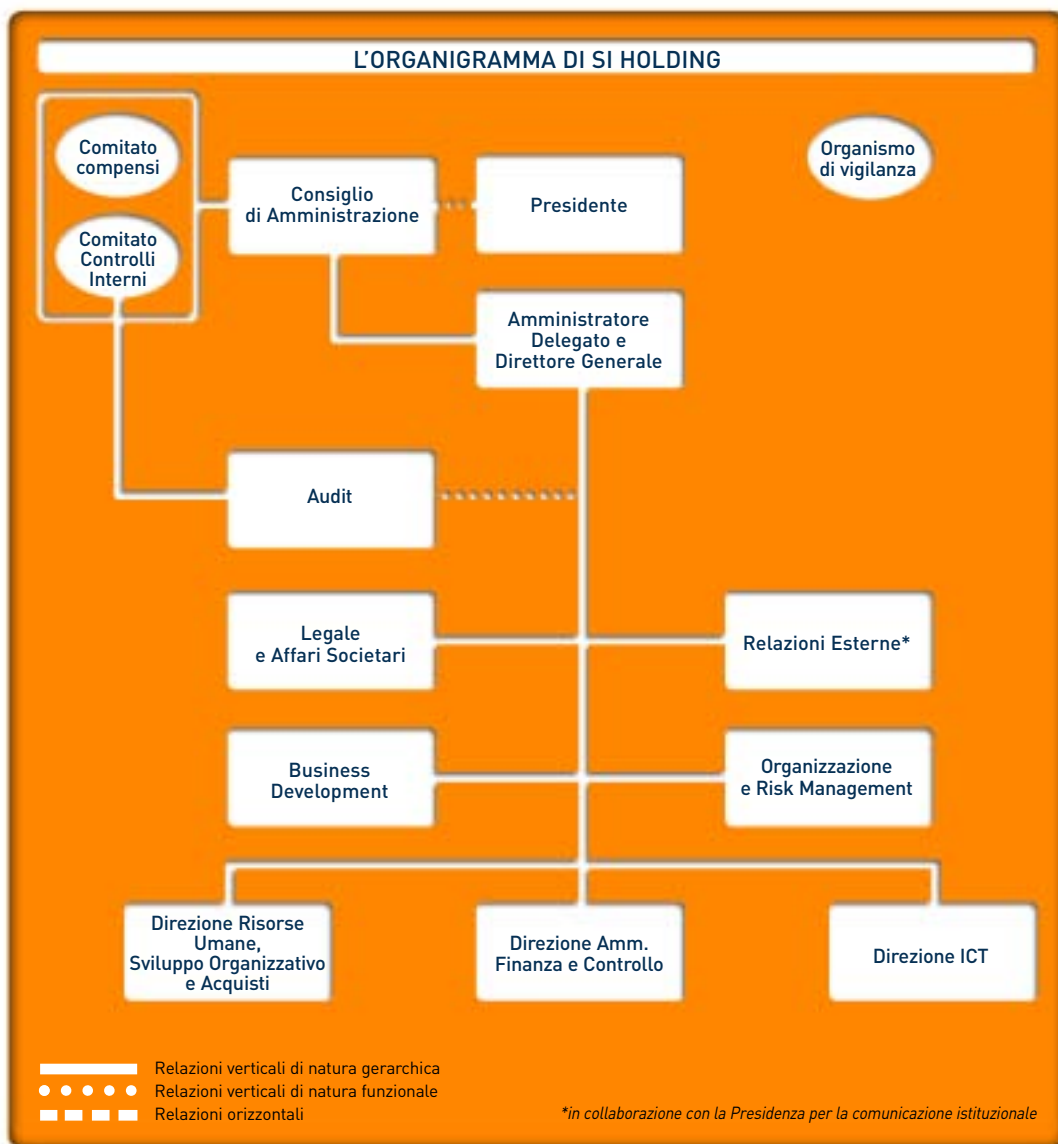 L'ORGANIGRAMMA DI SI HOLDING
Comitato
compensi
Organismo
di vigilanza
Consiglio
di Amministrazione
Presidente
Comitato
Controlli
Interni
Amministratore
Delegato e
Direttore Generale
Audit
Legale
e Affari Societari
Relazioni Esterne*
Business
Development
Organizzazione
e Risk Management
Direzione Risorse
Umane,
Sviluppo Organizzativo
e Acquisti
Direzione Amm.
Finanza e Controllo
Direzione ICT
Relazioni verticali di natura gerarchica
Relazioni verticali di natura funzionale
Relazioni orizzontali
*in collaborazione con la Presidenza per la comunicazione istituzionale